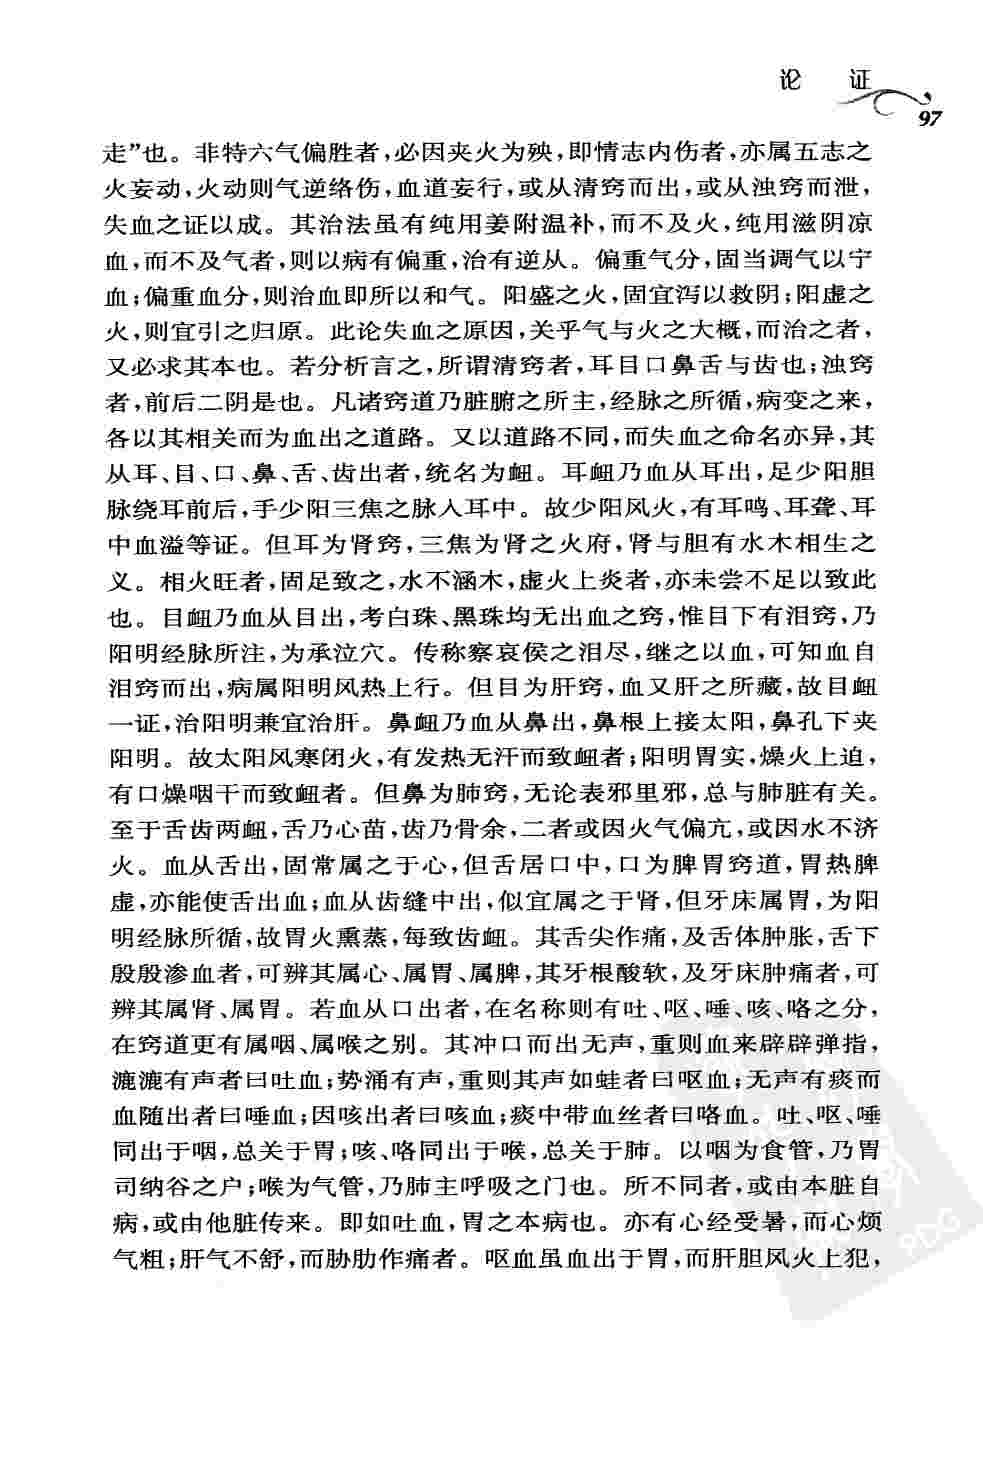 论 证
97
走”也。非特六气偏胜者,必因夹火为殃,即情志内伤者,亦属五志之
火妄动,火动则气逆络伤,血道妄行,或从清窍而出,或从浊窍而泄,
失血之证以成。其治法虽有纯用姜附温补,而不及火,纯用滋阴凉
血,而不及气者,则以病有偏重,治有逆从。偏重气分,固当调气以宁
血;偏重血分,则治血即所以和气。阳盛之火,固宜泻以救阴;阳虚之
火,则宜引之归原。此论失血之原因,关乎气与火之大概,而治之者,
又必求其本也。若分析言之,所谓清窍者,耳目口鼻舌与齿也;浊窍
者,前后二阴是也。凡诸窍道乃脏腑之所主,经脉之所循,病变之来,
各以其相关而为血出之道路。又以道路不同,而失血之命名亦异,其
从耳、目、口、鼻、舌、齿出者,统名为衄。耳衄乃血从耳出,足少阳胆
脉绕耳前后,手少阳三焦之脉入耳中。故少阳风火,有耳鸣、耳聋、耳
中血溢等证。但耳为肾窍,三焦为肾之火府,肾与胆有水木相生之
义。相火旺者,固足致之,水不涵木,虚火上炎者,亦未尝不足以致此
也。目衄乃血从目出,考白珠、黑珠均无出血之窍,惟目下有泪窍,乃
阳明经脉所注,为承泣穴。传称察哀侯之泪尽,继之以血,可知血自
泪窍而出,病属阳明风热上行。但目为肝窍,血又肝之所藏,故目衄
一证,治阳明兼宜治肝。鼻衄乃血从鼻出,鼻根上接太阳,鼻孔下夹
阳明。故太阳风寒闭火,有发热无汗而致衄者;阳明胃实,燥火上迫,
有口燥咽干而致衄者。但鼻为肺窍,无论表邪里邪,总与肺脏有关。
至于舌齿两衄,舌乃心苗,齿乃骨余,二者或因火气偏亢,或因水不济
火。血从舌出,固常属之于心,但舌居口中,口为脾胃窍道,胃热脾
虚,亦能使舌出血;血从齿缝中出,似宜属之于肾,但牙床属胃,为阳
明经脉所循,故胃火熏蒸,每致齿衄。其舌尖作痛,及舌体肿胀,舌下
殷殷渗血者,可辨其属心、属胃、属脾,其牙根酸软,及牙床肿痛者,可
辨其属肾、属胃。若血从口出者,在名称则有吐、呕、唾、咳、咯之分,
在窍道更有属咽、属喉之别。其冲口而出无声,重则血来辟辟弹指,
漉漉有声者曰吐血;势涌有声,重则其声如蛙者曰呕血;无声有痰而
血随出者曰唾血;因咳出者曰咳血;痰中带血丝者曰咯血。吐、呕、唾
同出于咽,总关于胃;咳、咯同出于喉,总关于肺。以咽为食管,乃胃
司纳谷之户;喉为气管,乃肺主呼吸之门也。所不同者,或由本脏自
病,或由他脏传来。即如吐血,胃之本病也。亦有心经受暑,而心烦
气粗;肝气不舒,而胁肋作痛者。呕血虽血出于胃,而肝胆风火上犯,
PDG